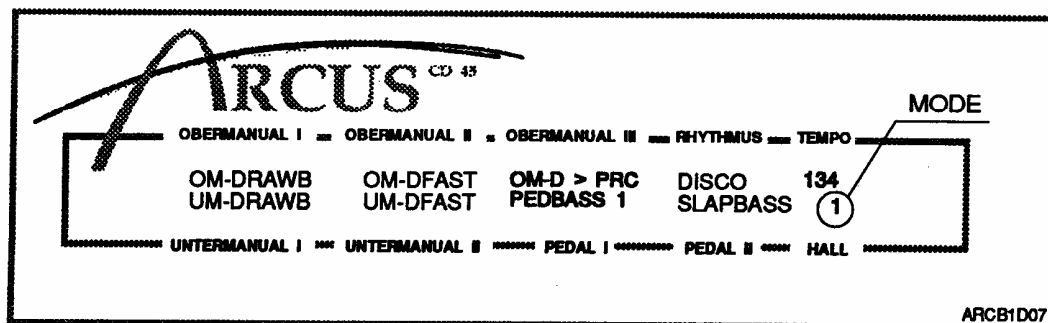 ARCUS CD 45
MODE
OBERMANUAL I OBERMANUAL II OBERMANUAL III RHYTHMUS TEMPO
OM-DRAWB OM-DFAST OM-D > PRC DISCO 134
UM-DRAWB UM-DFAST PEDBASS 1 SLAPBASS 1
UNTERMANUAL I UNTERMANUAL II PEDAL I PEDAL II HALL
ARCB1D07